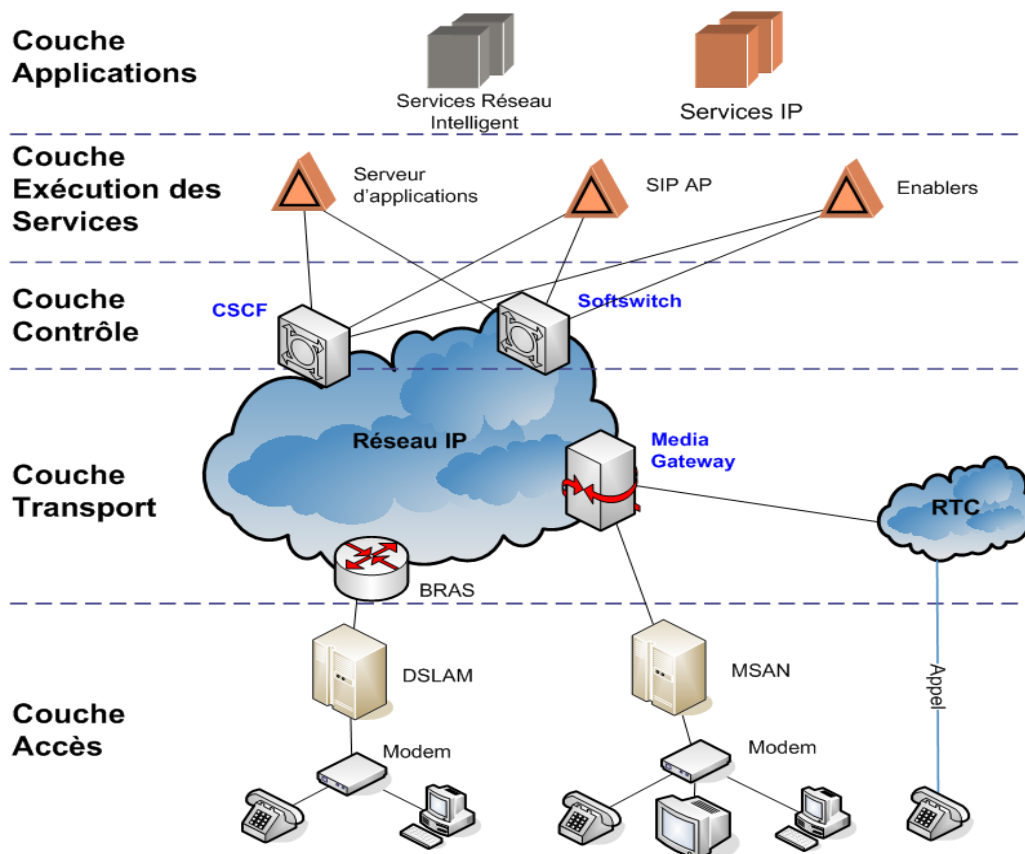 Couche
Applications
Services Réseau
Intelligent
Services IP
Couche
Exécution des
Services
Serveur
d'applications
SIP AP
Enablers
Couche
Contrôle
CSCF
Softswitch
Couche
Transport
Réseau IP
Media
Gateway
RTC
BRAS
Couche
Accès
DSLAM
MSAN
Appel
Modem
Modem